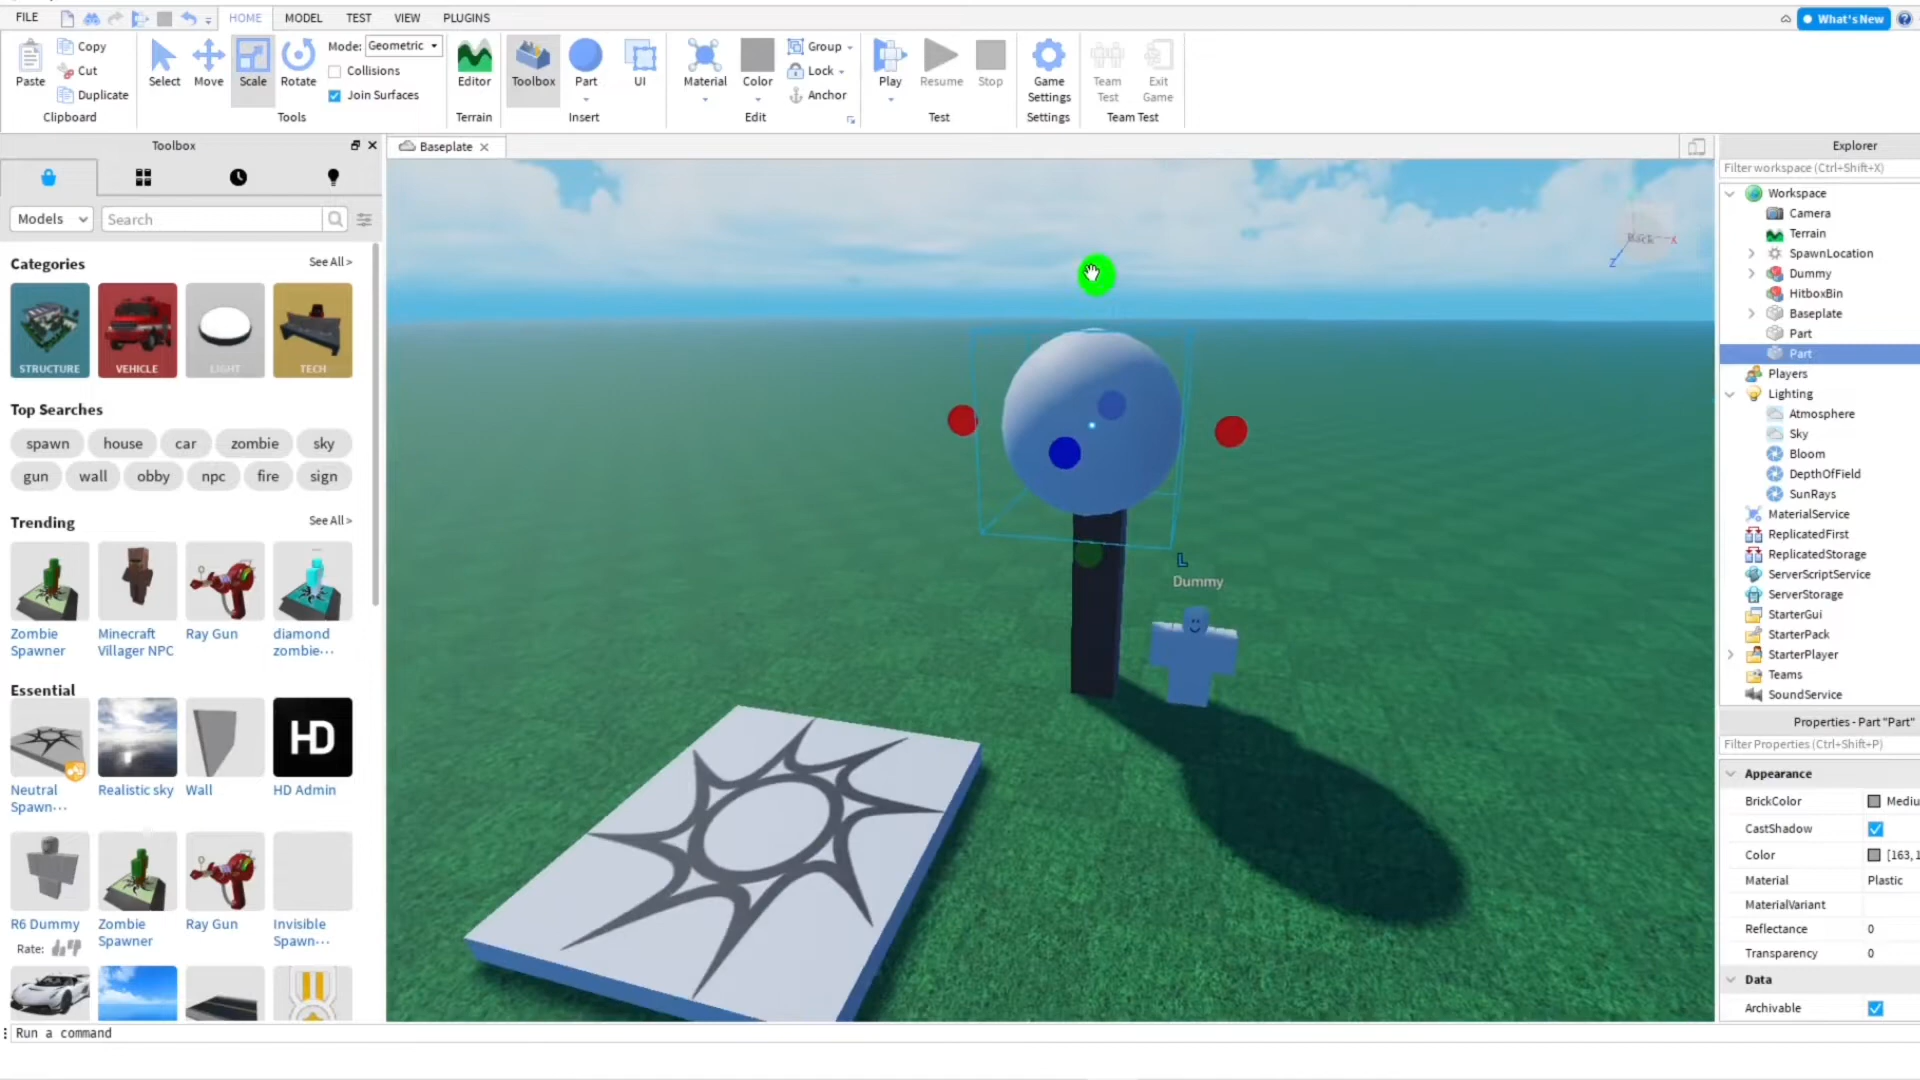 FILE HOME MODEL TEST VIEW PLUGINS What's New
Copy Mode: Geometric Group
Cut Collisions Lock
Paste Select Move Scale Rotate Editor Toolbox Part UI Material Color Play Resume Stop Game Settings Team Test Exit Game
Duplicate Join Surfaces Anchor
Clipboard Tools Terrain Insert Edit Test Settings Team Test
Toolbox
Models Search
Categories See All >
STRUCTURE VEHICLE LIGHT TECH
Top Searches
spawn house car zombie sky
gun wall obby npc fire sign
Trending See All >
Zombie Spawner Minecraft Villager NPC Ray Gun diamond zombie...
Essential
HD
Neutral Spawn... Realistic sky Wall HD Admin
R6 Dummy Zombie Spawner Ray Gun Invisible Spawn...
Rate:
Run a command
Baseplate
Back X
Z
L
Dummy
Explorer
Filter workspace (Ctrl+Shift+X)
Workspace
Camera
Terrain
SpawnLocation
Dummy
HitboxBin
Baseplate
Part
Part
Players
Lighting
Atmosphere
Sky
Bloom
DepthOfField
SunRays
MaterialService
ReplicatedFirst
ReplicatedStorage
ServerScriptService
ServerStorage
StarterGui
StarterPack
StarterPlayer
Teams
SoundService
Properties - Part "Part"
Filter Properties (Ctrl+Shift+P)
Appearance
BrickColor Mediu
CastShadow
Color [163, 1
Material Plastic
MaterialVariant
Reflectance 0
Transparency 0
Data
Archivable